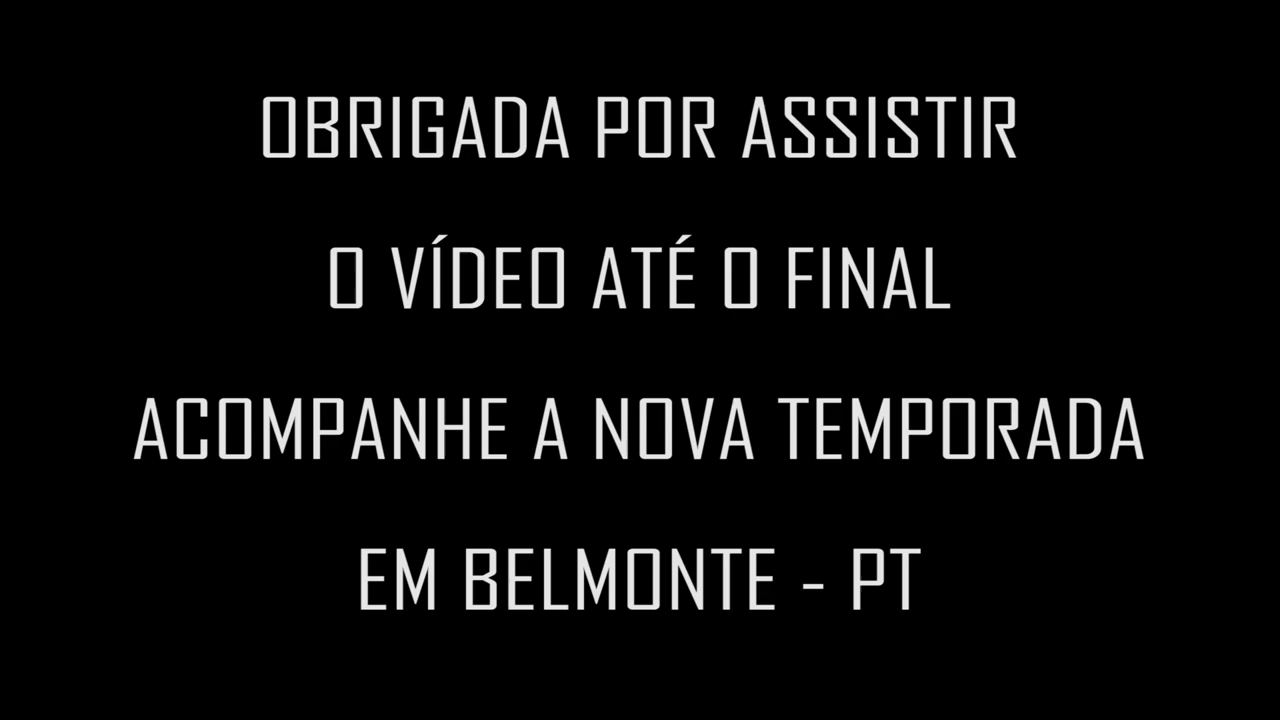 OBRIGADA POR ASSISTIR
O VÍDEO ATÉ O FINAL
ACOMPANHE A NOVA TEMPORADA
EM BELMONTE - PT